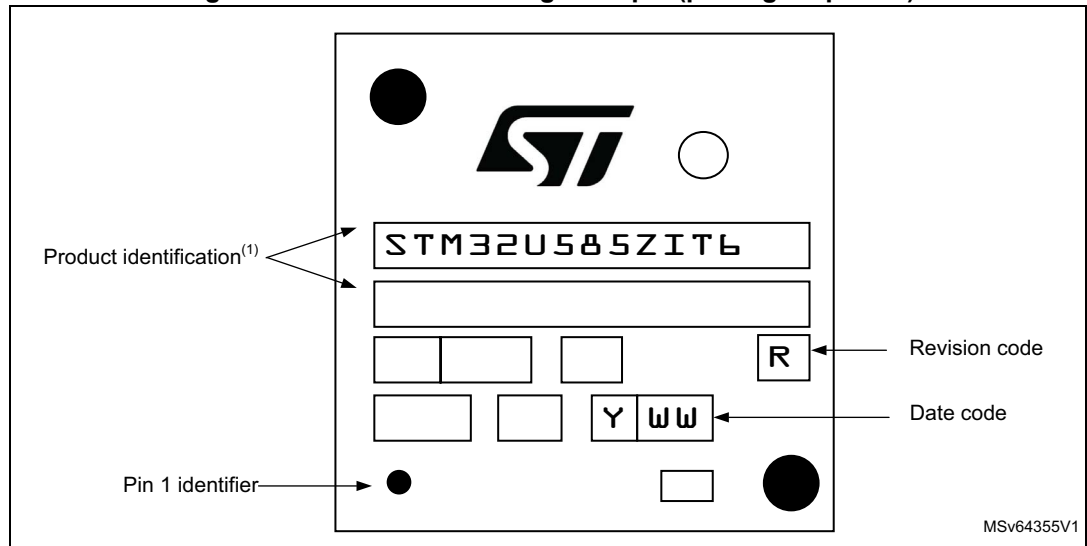 STM32U585ZIT6
Product identification(1)
R
Revision code
Y WW
Date code
Pin 1 identifier
MSv64355V1